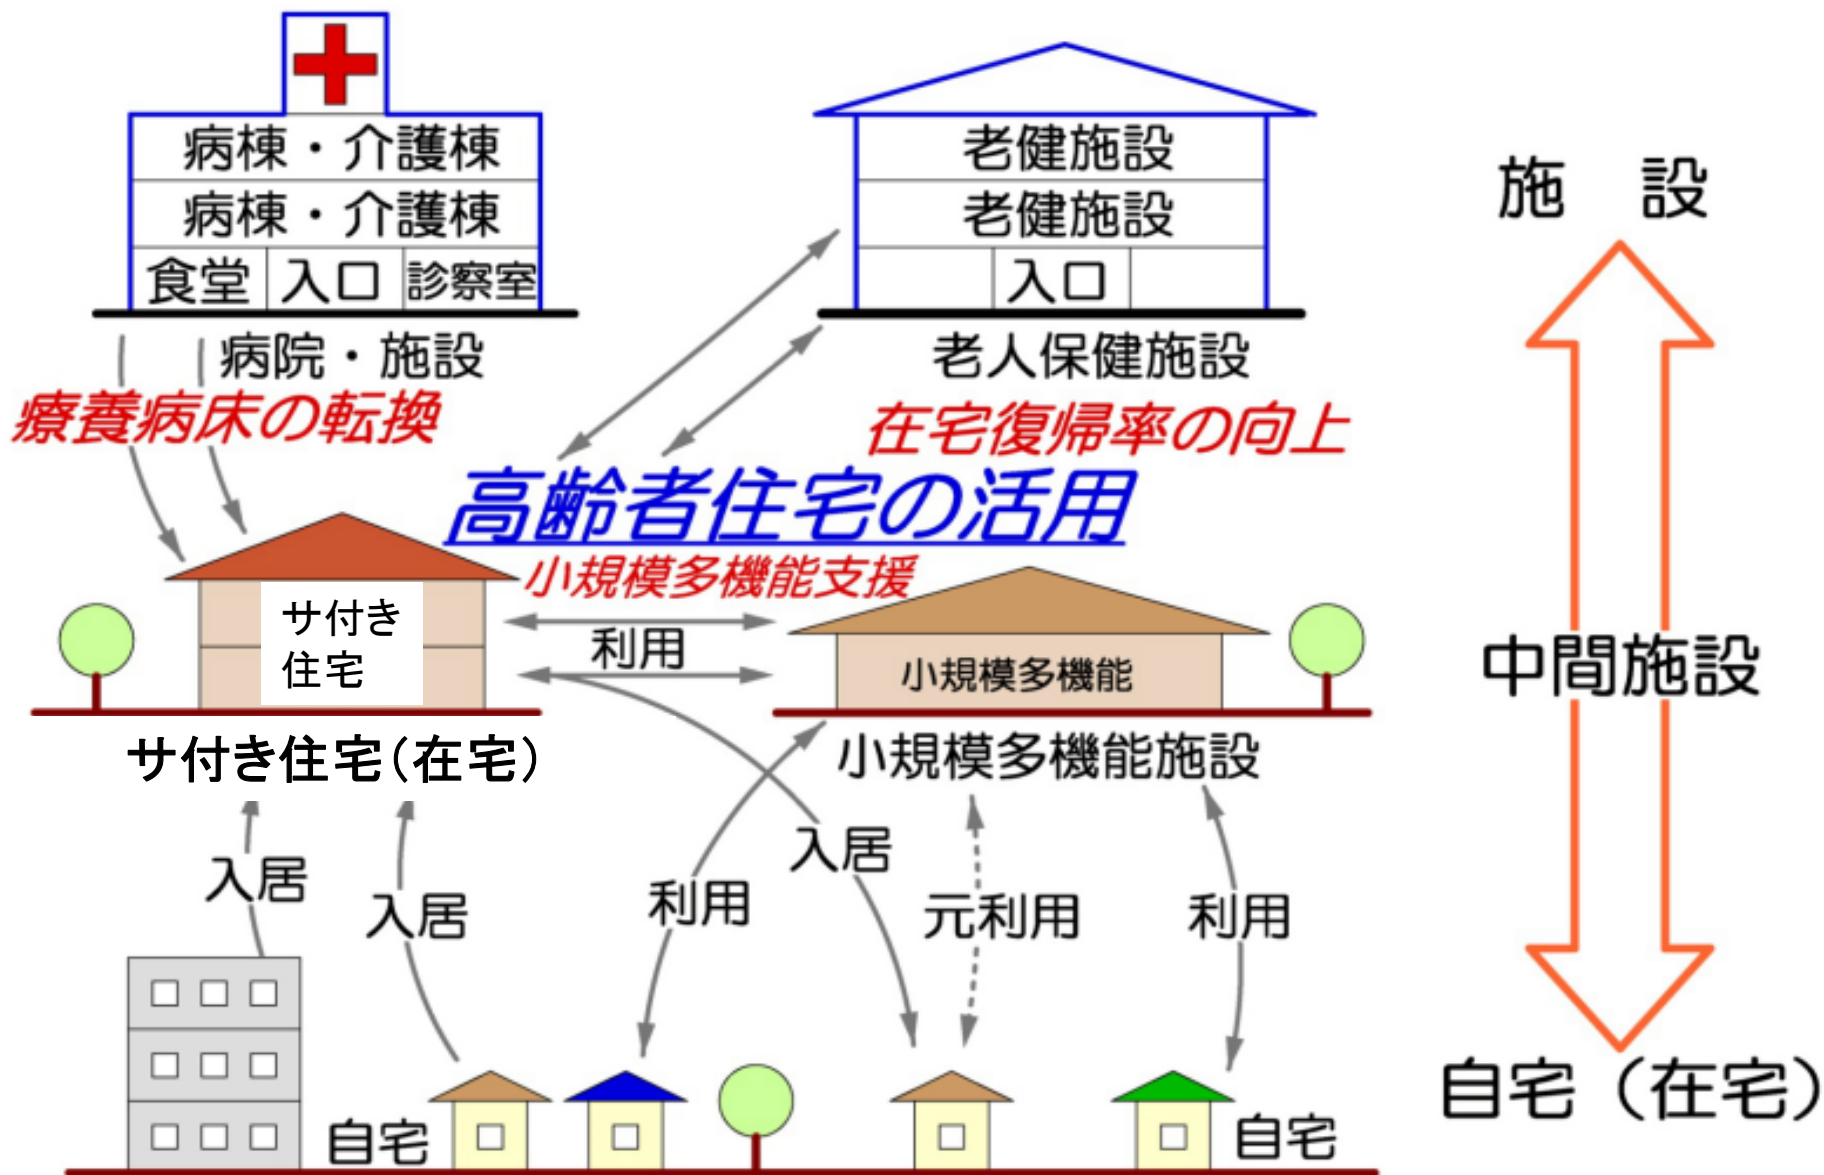 病棟・介護棟
病棟・介護棟
食堂 入口 診察室
病院・施設
療養病床の転換
老健施設
老健施設
入口
老人保健施設
在宅復帰率の向上
高齢者住宅の活用
小規模多機能支援
サ付き
住宅
利用
小規模多機能
サ付き住宅(在宅)
小規模多機能施設
入居
入居
利用
入居
元利用
利用
自宅
自宅
施 設
中間施設
自宅(在宅)